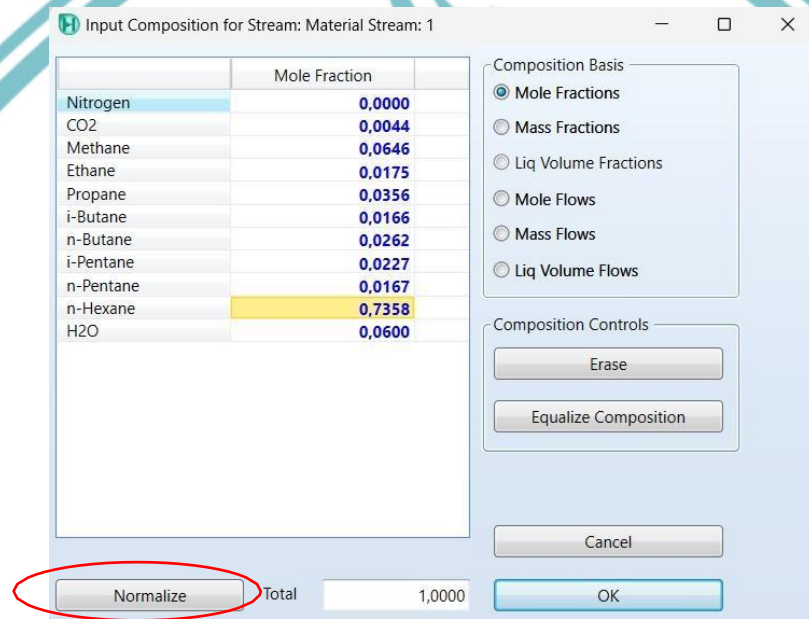 Input Composition for Stream: Material Stream: 1
Mole Fraction
Nitrogen 0,0000
CO2 0,0044
Methane 0,0646
Ethane 0,0175
Propane 0,0356
i-Butane 0,0166
n-Butane 0,0262
i-Pentane 0,0227
n-Pentane 0,0167
n-Hexane 0,7358
H2O 0,0600
Normalize Total 1,0000
Composition Basis
Mole Fractions
Mass Fractions
Liq Volume Fractions
Mole Flows
Mass Flows
Liq Volume Flows
Composition Controls
Erase
Equalize Composition
Cancel
OK